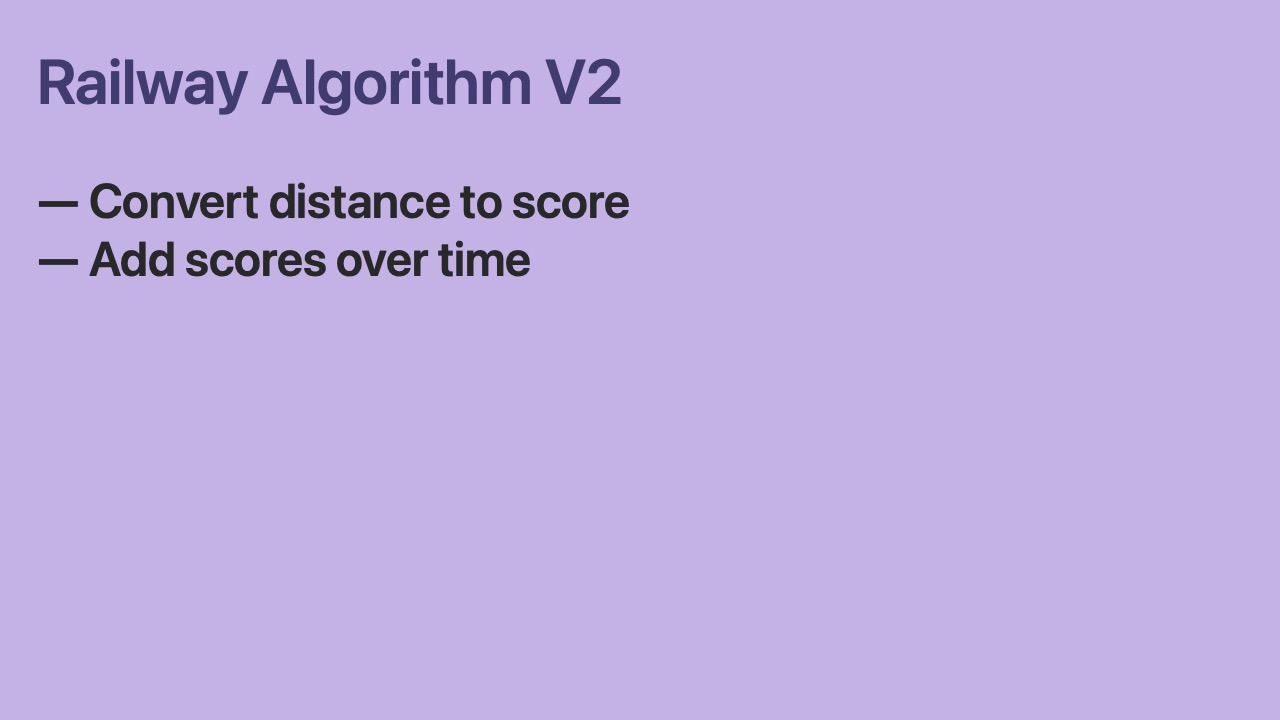 Railway Algorithm V2
— Convert distance to score
— Add scores over time